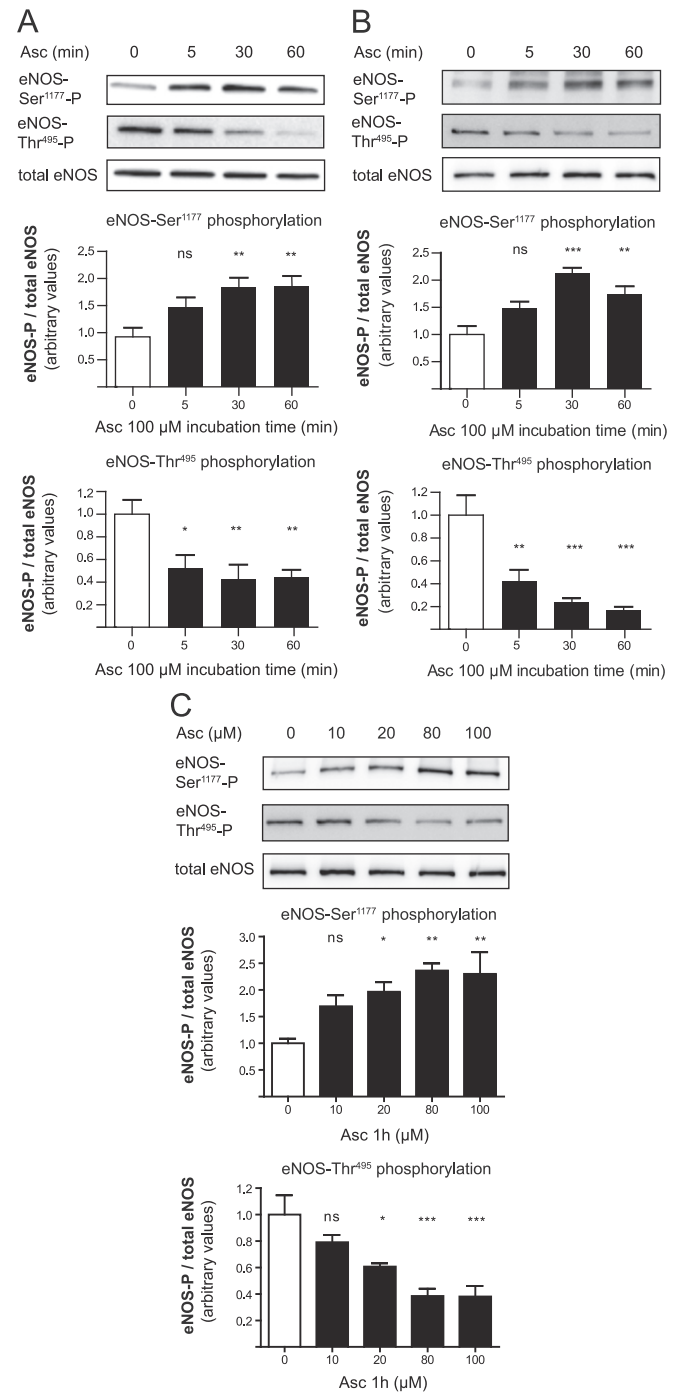 A
Asc (min) 0 5 30 60
eNOS-
Ser¹¹⁷⁷-P
eNOS-
Thr⁴⁹⁵-P
total eNOS
eNOS-Ser¹¹⁷⁷ phosphorylation
eNOS-P / total eNOS
(arbitrary values)
2.5
2.0
1.5
1.0
0.5
ns ** **
0 5 30 60
Asc 100 µM incubation time (min)
eNOS-Thr⁴⁹⁵ phosphorylation
eNOS-P / total eNOS
(arbitrary values)
1.2
1.0
0.8
0.6
0.4
0.2
* ** **
0 5 30 60
Asc 100 µM incubation time (min)
B
Asc (min) 0 5 30 60
eNOS-
Ser¹¹⁷⁷-P
eNOS-
Thr⁴⁹⁵-P
total eNOS
eNOS-Ser¹¹⁷⁷ phosphorylation
eNOS-P / total eNOS
(arbitrary values)
2.5
2.0
1.5
1.0
0.5
ns *** **
0 5 30 60
Asc 100 µM incubation time (min)
eNOS-Thr⁴⁹⁵ phosphorylation
eNOS-P / total eNOS
(arbitrary values)
1.2
1.0
0.8
0.6
0.4
0.2
** *** ***
0 5 30 60
Asc 100 µM incubation time (min)
C
Asc (µM) 0 10 20 80 100
eNOS-
Ser¹¹⁷⁷-P
eNOS-
Thr⁴⁹⁵-P
total eNOS
eNOS-Ser¹¹⁷⁷ phosphorylation
eNOS-P / total eNOS
(arbitrary values)
3.0
2.5
2.0
1.5
1.0
0.5
ns * ** **
0 10 20 80 100
Asc 1h (µM)
eNOS-Thr⁴⁹⁵ phosphorylation
eNOS-P / total eNOS
(arbitrary values)
1.2
1.0
0.8
0.6
0.4
0.2
ns * *** ***
0 10 20 80 100
Asc 1h (µM)